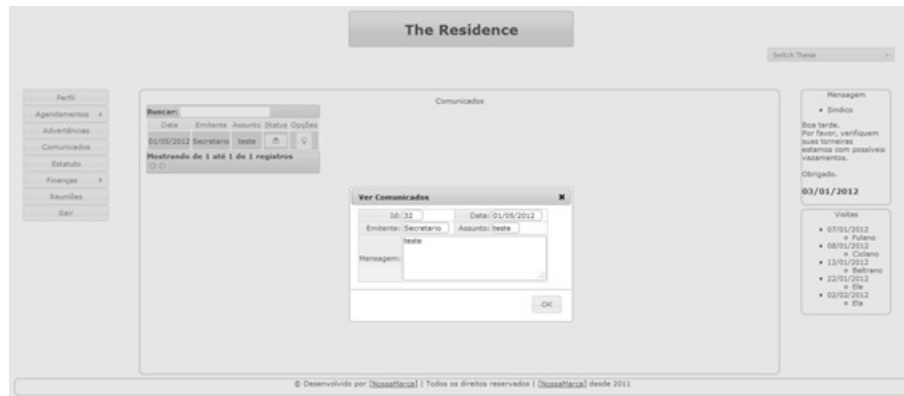 The Residence
Switch Theme
Perfil
Agendamentos
Advertências
Comunicados
Estatuto
Finanças
Reuniões
Sair
Comunicados
Buscar:
Data Emitente Assunto Status Opções
01/05/2012 Secretario teste
Mostrando de 1 até 1 de 1 registros
Ver Comunicados
Id: 32 Data: 01/05/2012
Emitente: Secretario Assunto: teste
Mensagem: teste
OK
Mensagem
Sindico
Boa tarde.
Por favor, verifiquem
suas torneiras
estamos com possíveis
vazamentos.
Obrigado.
03/01/2012
Visitas
07/01/2012
Fulano
08/01/2012
Ciclano
12/01/2012
Beltrano
22/01/2012
Ele
02/02/2012
Ela
© Desenvolvido por [NossaMarca] | Todos os direitos reservados | [NossaMarca] desde 2011